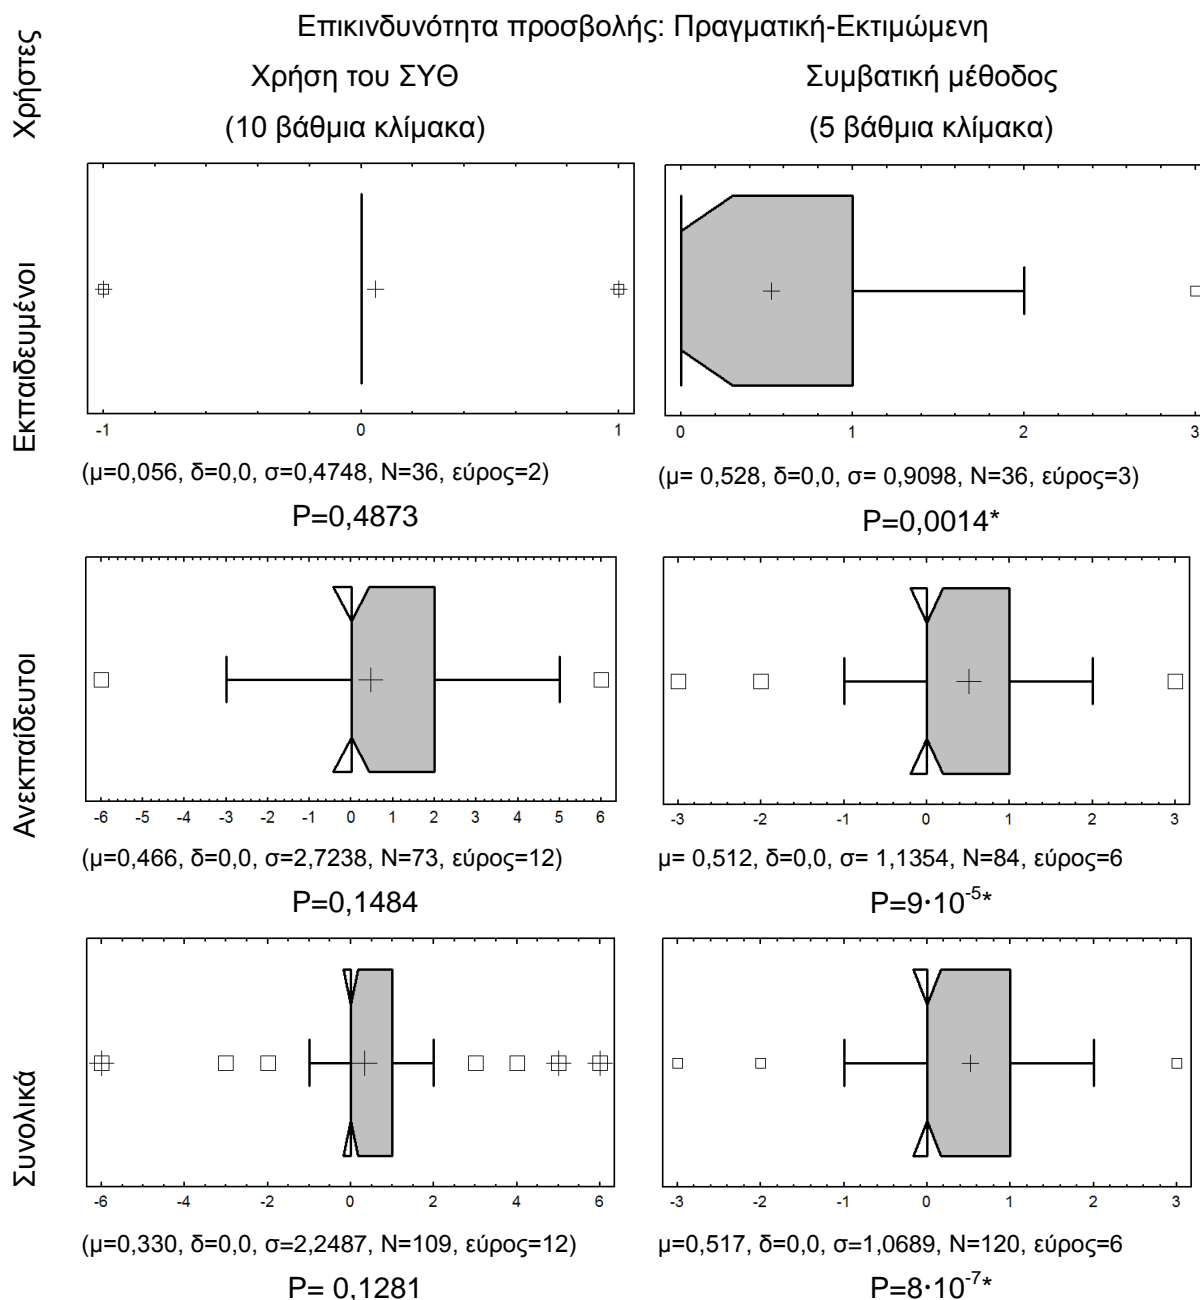 Επικινδυνότητα προσβολής: Πραγματική-Εκτιμώμενη
Χρήστες
Χρήση του ΣΥΘ
Συμβατική μέθοδος
(10 βάθμια κλίμακα)
(5 βάθμια κλίμακα)
Εκπαιδευμένοι
-1 0 1
0 1 2 3
(μ=0,056, δ=0,0, σ=0,4748, N=36, εύρος=2)
(μ= 0,528, δ=0,0, σ= 0,9098, N=36, εύρος=3)
P=0,4873
P=0,0014*
Ανεκπαίδευτοι
-6 -5 -4 -3 -2 -1 0 1 2 3 4 5 6
-3 -2 -1 0 1 2 3
(μ=0,466, δ=0,0, σ=2,7238, N=73, εύρος=12)
μ= 0,512, δ=0,0, σ= 1,1354, N=84, εύρος=6
P=0,1484
P=9·10-5*
Συνολικά
-6 -4 -2 0 2 4 6
-3 -2 -1 0 1 2 3
(μ=0,330, δ=0,0, σ=2,2487, N=109, εύρος=12)
μ=0,517, δ=0,0, σ=1,0689, N=120, εύρος=6
P= 0,1281
P=8·10-7*